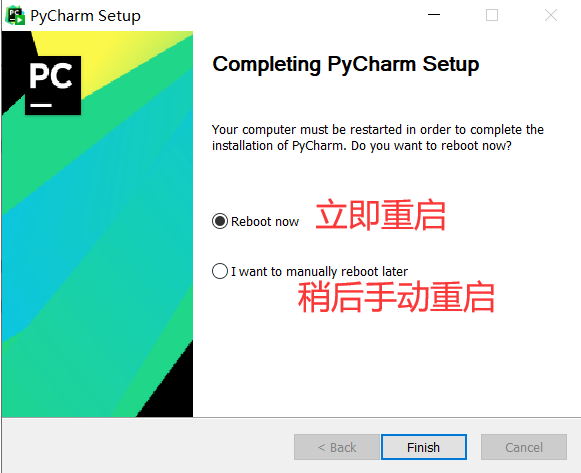 PyCharm Setup
PC
Completing PyCharm Setup
Your computer must be restarted in order to complete the
installation of PyCharm. Do you want to reboot now?
Reboot now 立即重启
I want to manually reboot later
稍后手动重启
< Back Finish Cancel